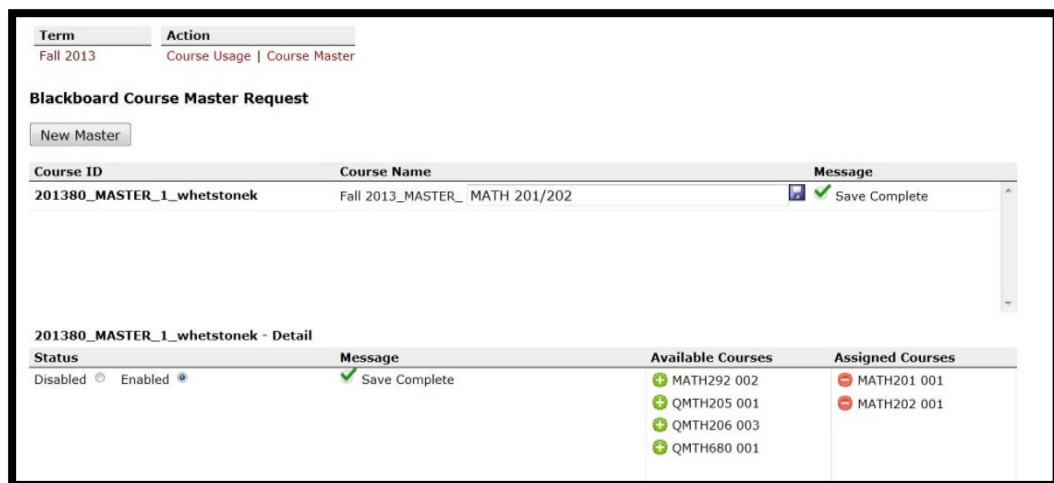 Term Action
Fall 2013 Course Usage | Course Master
Blackboard Course Master Request
New Master
Course ID Course Name Message
201380_MASTER_1_whetstonek Fall 2013_MASTER_ MATH 201/202 Save Complete
201380_MASTER_1_whetstonek - Detail
Status Message Available Courses Assigned Courses
Disabled Enabled Save Complete MATH292 002 MATH201 001
QMTH205 001 MATH202 001
QMTH206 003
QMTH680 001